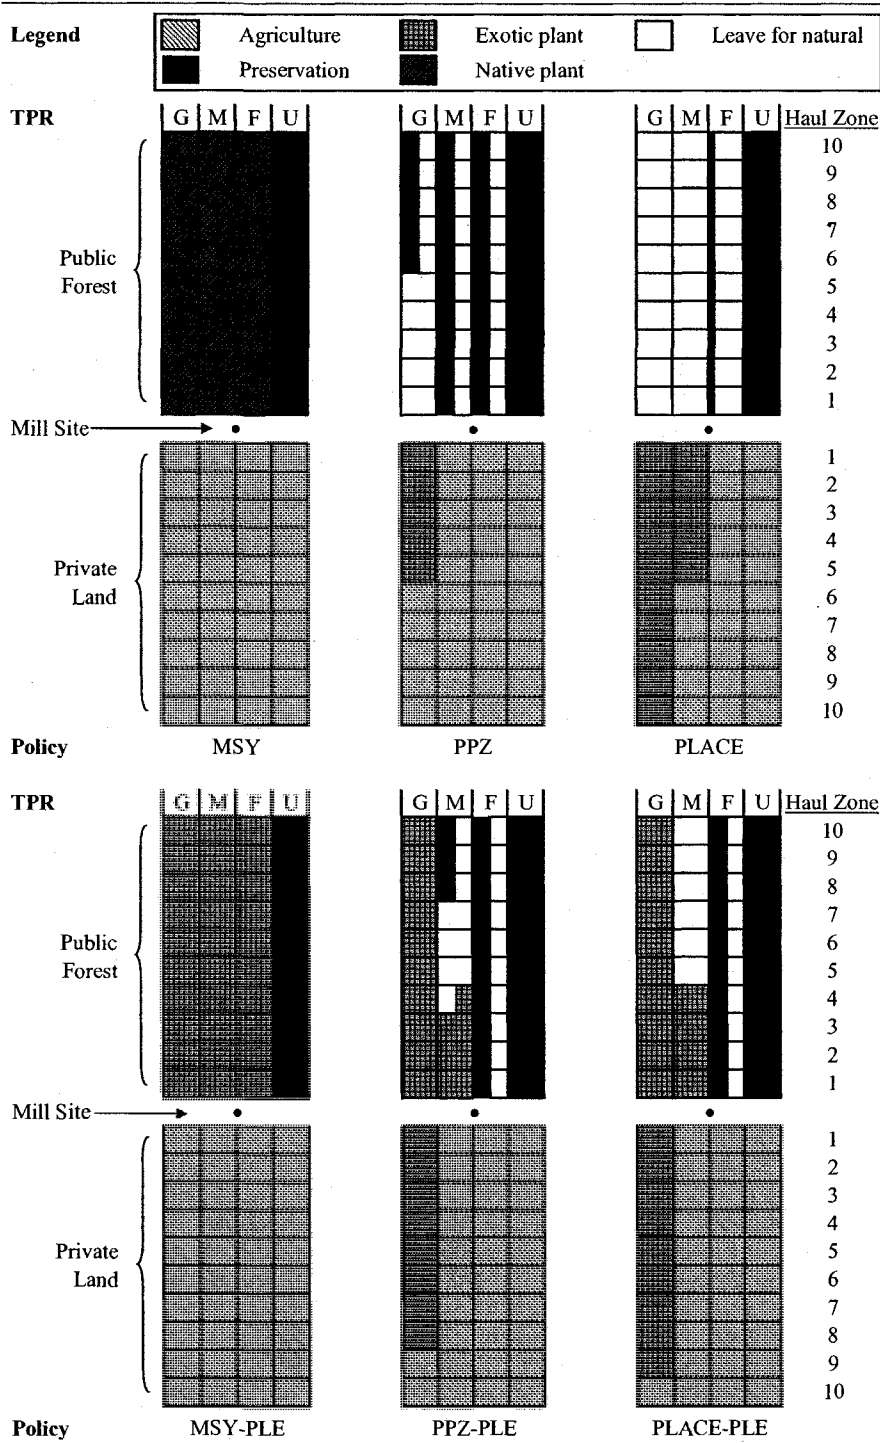 Legend Agriculture Exotic plant Leave for natural
Preservation Native plant
TPR G M F U G M F U G M F U Haul Zone
10
9
8
7
Public 6
Forest 5
4
3
2
1
Mill Site
1
2
3
4
Private 5
Land 6
7
8
9
10
Policy MSY PPZ PLACE
TPR G M F U G M F U G M F U Haul Zone
10
9
8
7
Public 6
Forest 5
4
3
2
1
Mill Site
1
2
3
4
Private 5
Land 6
7
8
9
10
Policy MSY-PLE PPZ-PLE PLACE-PLE